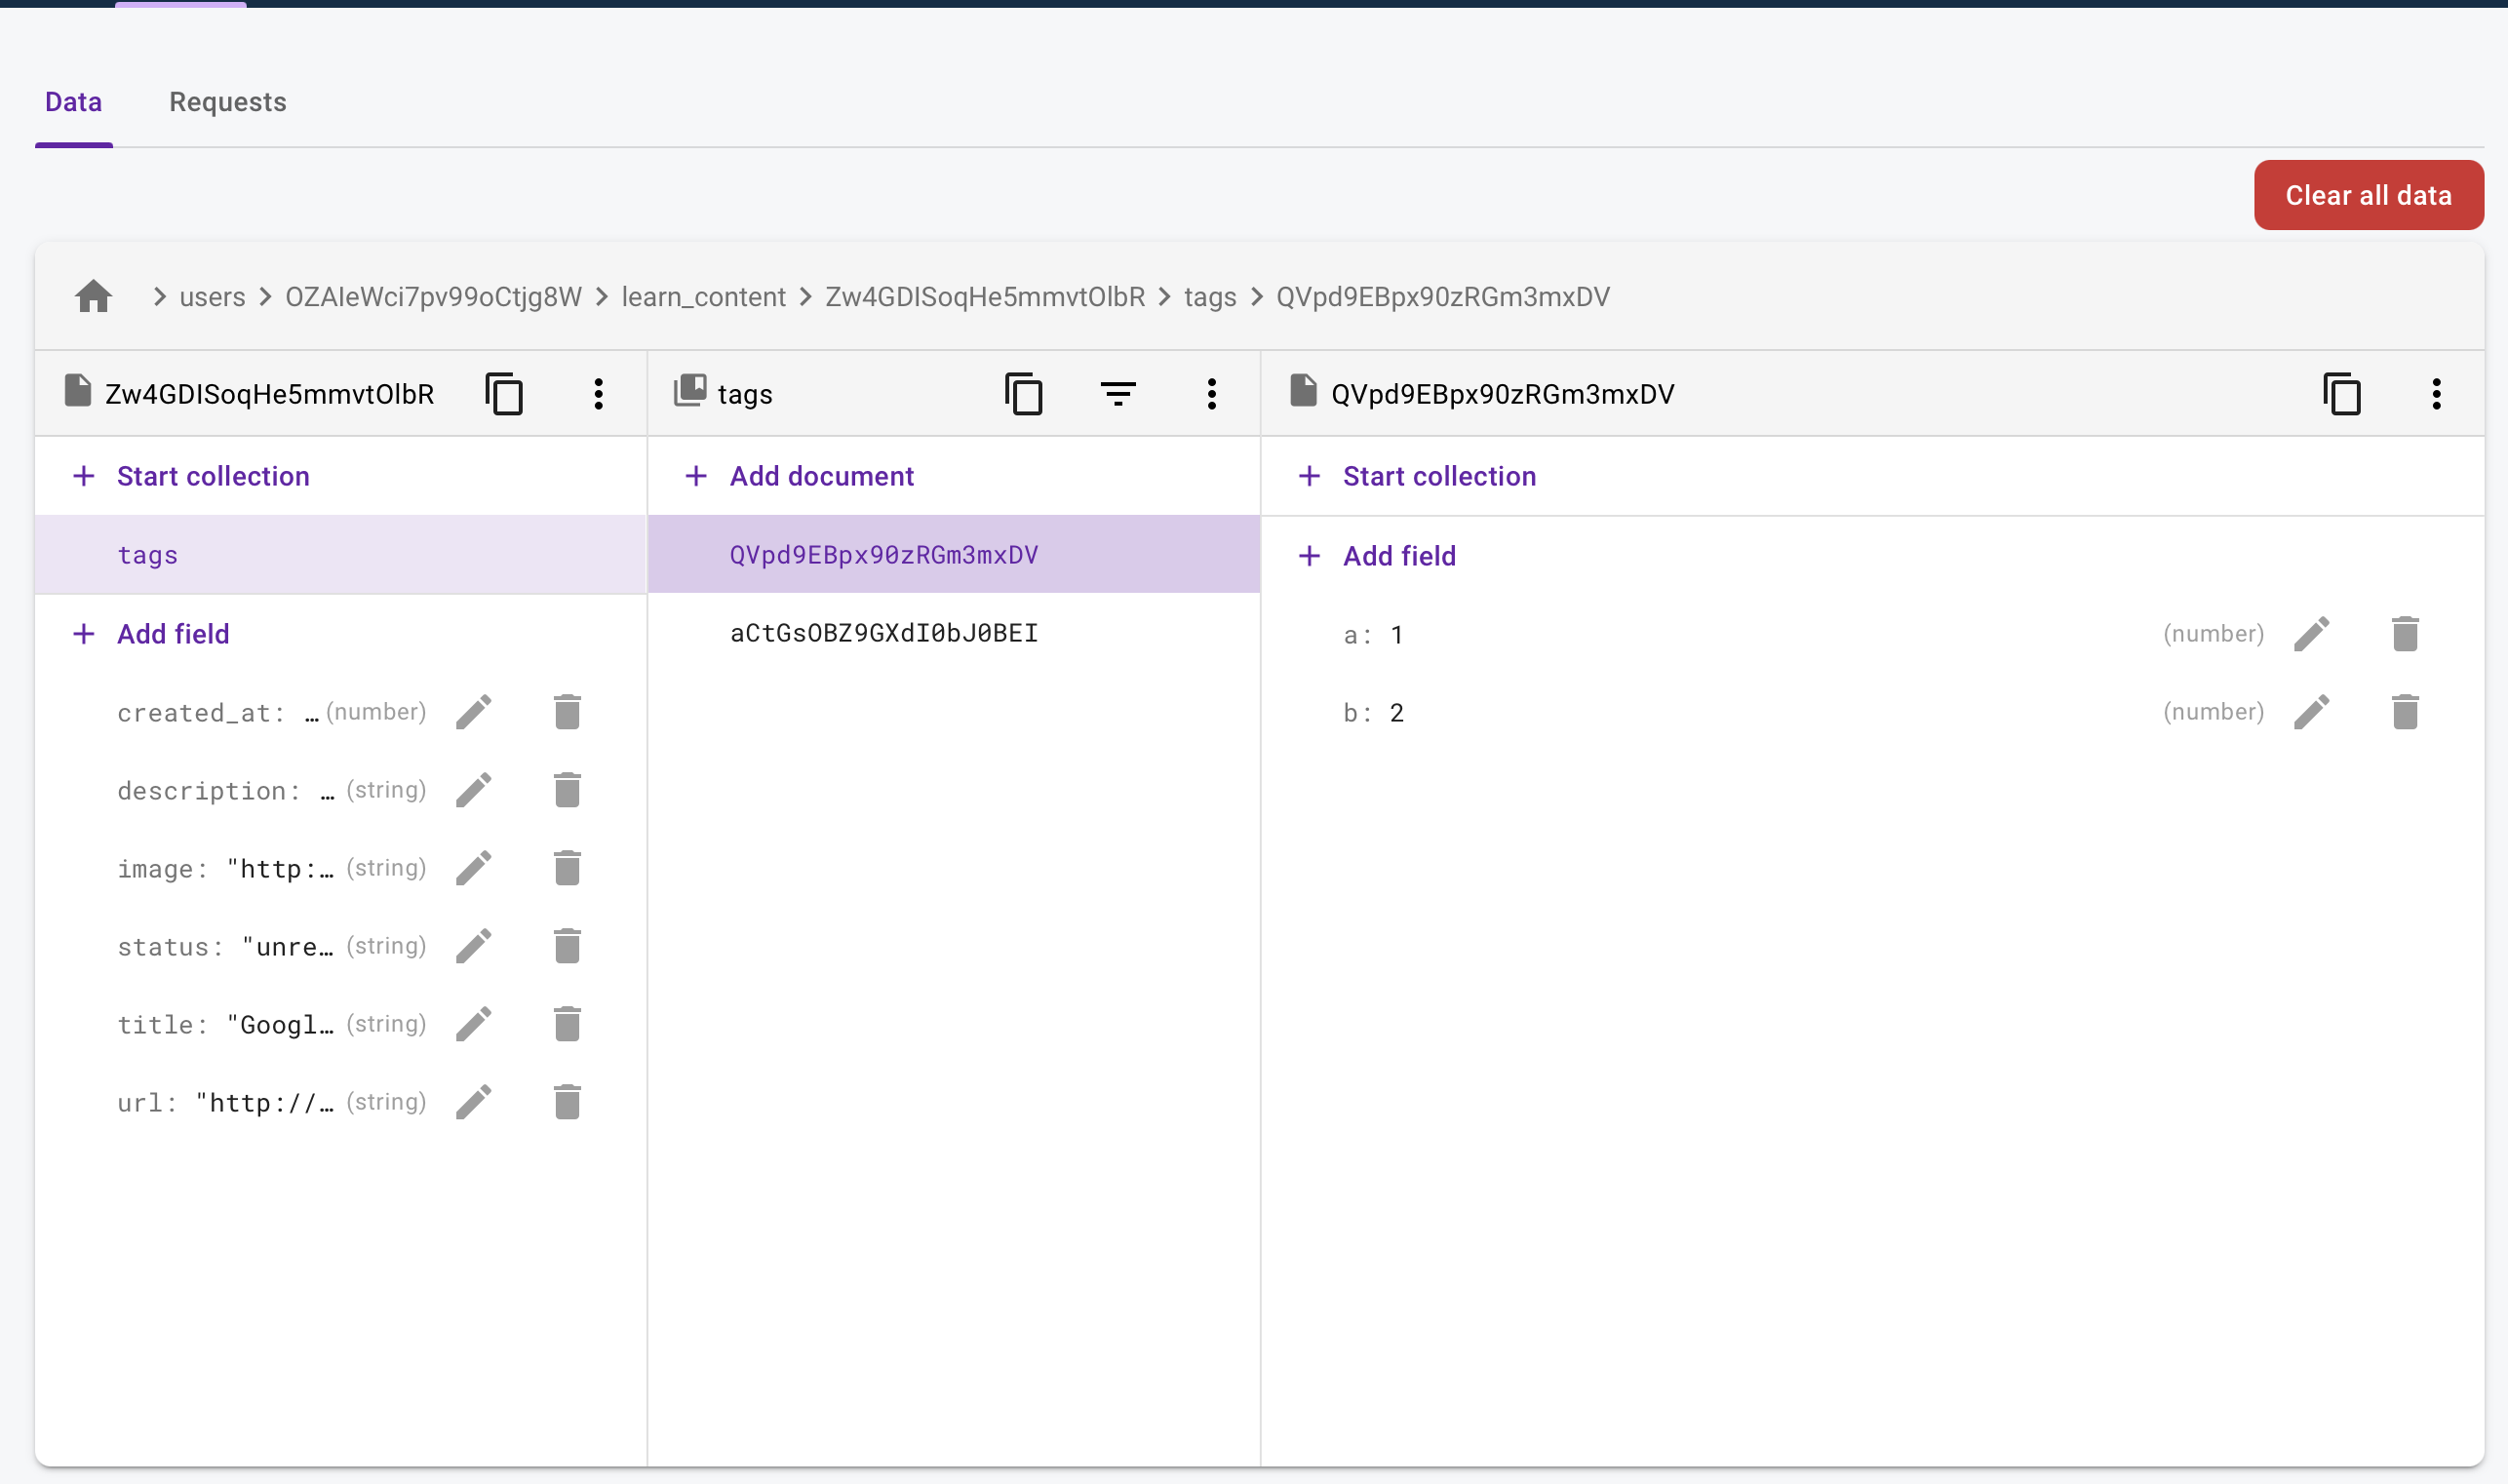 Data Requests
Clear all data
users OZAIeWci7pv99oCtjg8W learn_content Zw4GDISoqHe5mmvtOlbR tags QVpd9EBpx90zRGm3mxDV
Zw4GDISoqHe5mmvtOlbR
+ Start collection
tags
+ Add field
created_at: … (number)
description: … (string)
image: "http:… (string)
status: "unre… (string)
title: "Googl… (string)
url: "http://… (string)
tags
+ Add document
QVpd9EBpx90zRGm3mxDV
aCtGsOBZ9GXdI0bJ0BEI
QVpd9EBpx90zRGm3mxDV
+ Start collection
+ Add field
a: 1 (number)
b: 2 (number)